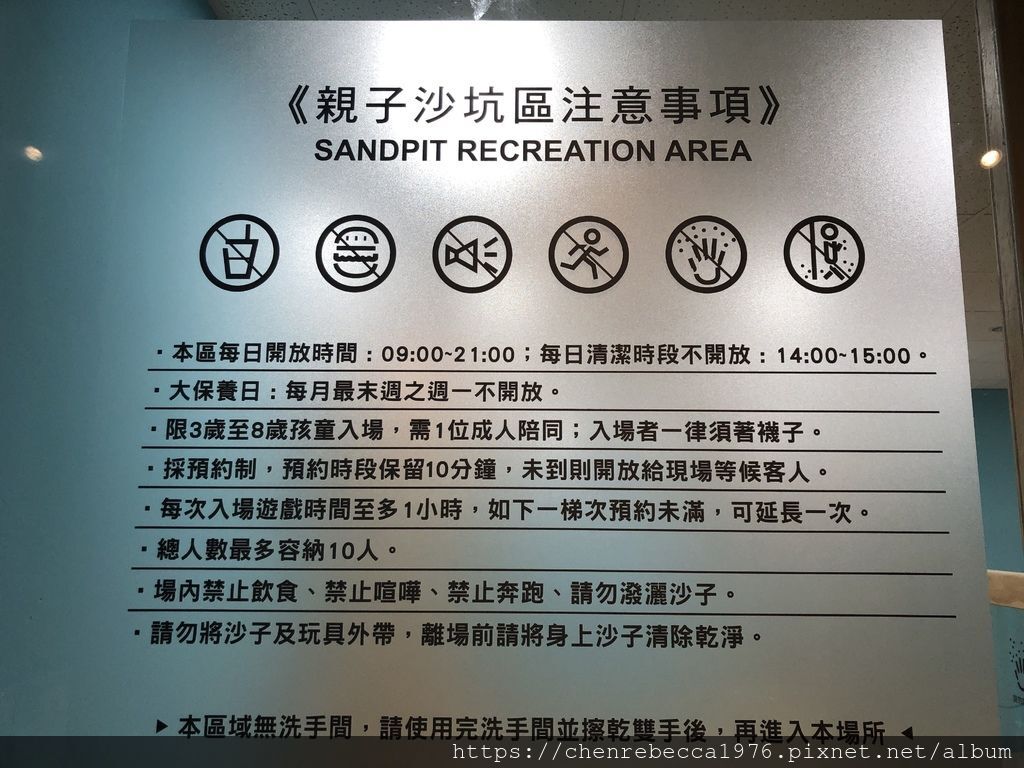 《親子沙坑區注意事項》
SANDPIT RECREATION AREA
▪本區每日開放時間：09:00~21:00；每日清潔時段不開放：14:00~15:00。
▪大保養日：每月最末週之週一不開放。
▪限3歲至8歲孩童入場，需1位成人陪同；入場者一律須著襪子。
▪採預約制，預約時段保留10分鐘，未到則開放給現場等候客人。
▪每次入場遊戲時間至多1小時，如下一梯次預約未滿，可延長一次。
▪總人數最多容納10人。
▪場內禁止飲食、禁止喧嘩、禁止奔跑、請勿潑灑沙子。
▪請勿將沙子及玩具外帶，離場前請將身上沙子清除乾淨。
▶本區域無洗手間，請使用完洗手間並擦乾雙手後，再進入本場所◀
https://chenrebecca1976.pixnet.net/album